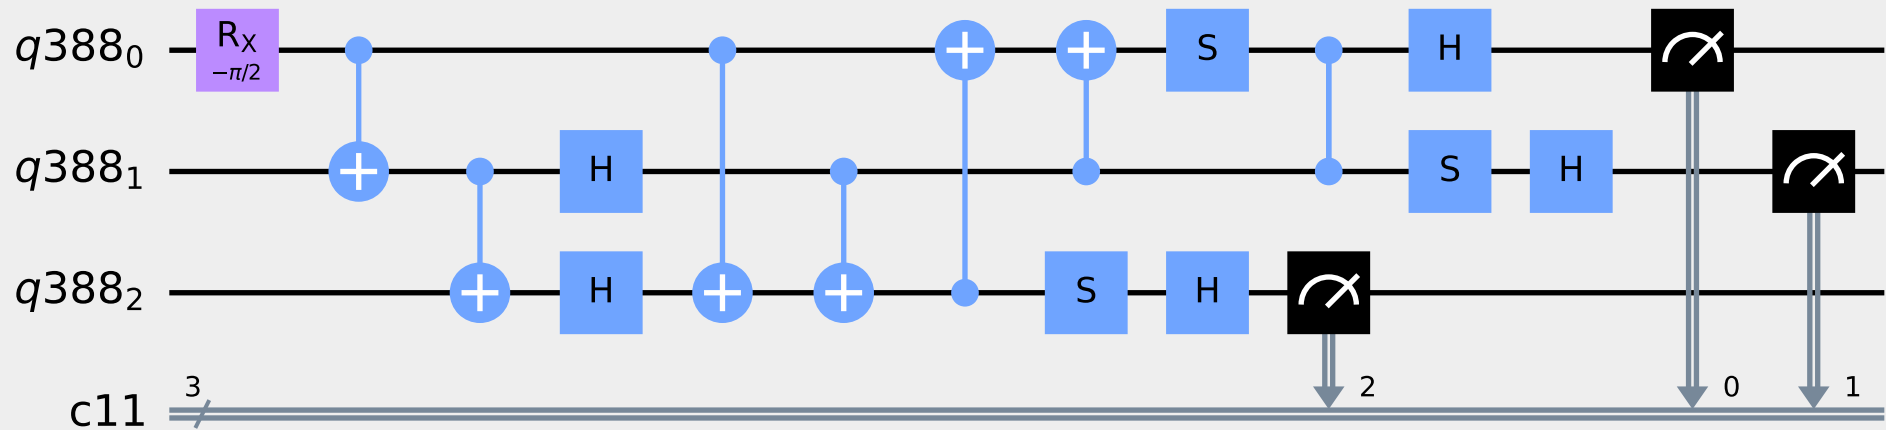 q388₀ R_X S H
−π/2
q388₁ H S H
q388₂ H S H
3 2 0 1
c11